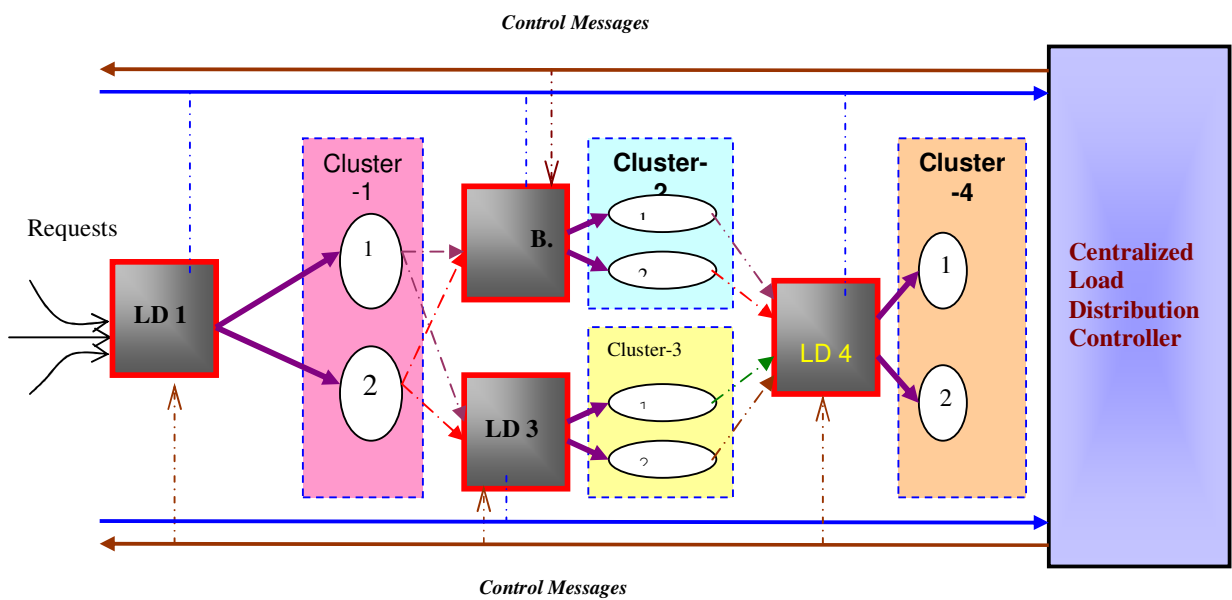 Control Messages
Requests
LD 1
Cluster
-1
1
2
B.
LD 3
Cluster-
2
1
2
Cluster-3
1
2
LD 4
Cluster
-4
1
2
Centralized
Load
Distribution
Controller
Control Messages